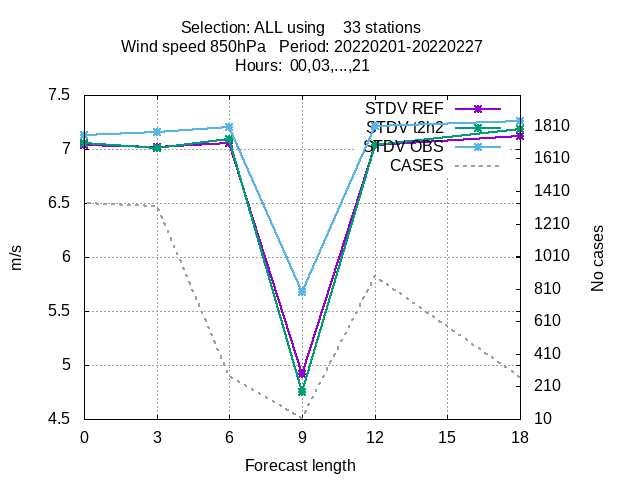 Selection: ALL using 33 stations
Wind speed 850hPa Period: 20220201-20220227
Hours: 00,03,...,21
STDV REF
STDV t2h2
STDV OBS
CASES
7.5
7
6.5
6
5.5
5
4.5
m/s
1810
1610
1410
1210
1010
810
610
410
210
10
No cases
0 3 6 9 12 15 18
Forecast length